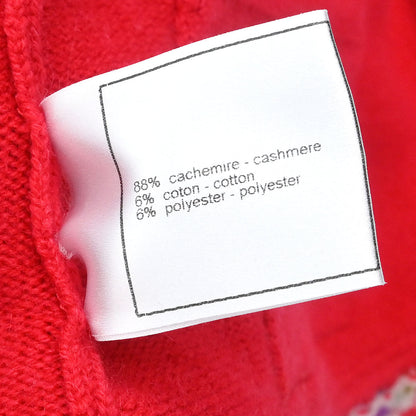 88% cachemire - cashmere
6% coton - cotton
6% polyester - polyester